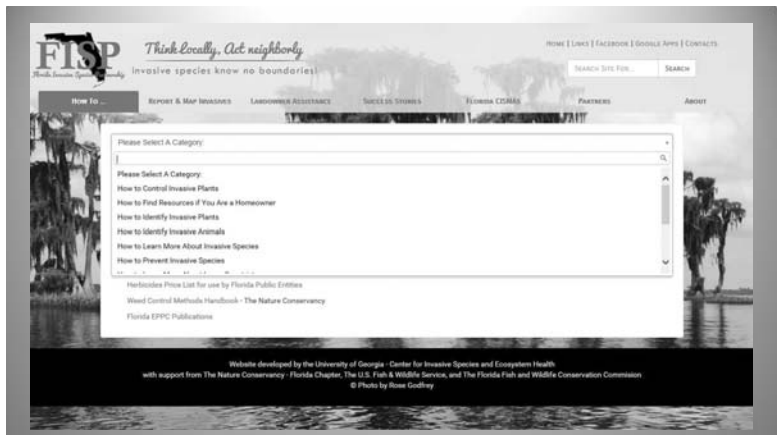 FISP
Florida Invasive Species Partnership
Think Locally, Act neighborly
invasive species know no boundaries!
Home | Links | Facebook | Google Apps | Contacts
Search Site For...
Search
How To ...
Report & Map Invasives
Landowner Assistance
Success Stories
Florida CISMAs
Partners
About
Please Select A Category:
Please Select A Category:
How to Control Invasive Plants
How to Find Resources if You Are a Homeowner
How to Identify Invasive Plants
How to Identify Invasive Animals
How to Learn More About Invasive Species
How to Prevent Invasive Species
Herbicides Price List for use by Florida Public Entities
Weed Control Methods Handbook - The Nature Conservancy
Florida EPPC Publications
Website developed by the University of Georgia - Center for Invasive Species and Ecosystem Health
with support from The Nature Conservancy - Florida Chapter, The U.S. Fish & Wildlife Service, and The Florida Fish and Wildlife Conservation Commision
© Photo by Rose Godfrey